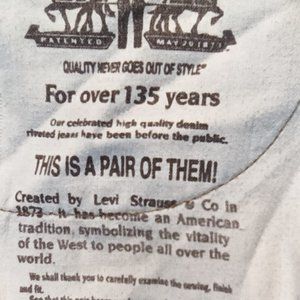 PATENTED MAY 20 1873
QUALITY NEVER GOES OUT OF STYLE®
For over 135 years
Our celebrated high quality denim
riveted jeans have been before the public.
THIS IS A PAIR OF THEM!
Created by Levi Strauss & Co in
1873 - it has become an American
tradition, symbolizing the vitality
of the West to people all over the
world.
We shall thank you to carefully examine the sewing, finish
and fit.
See that this